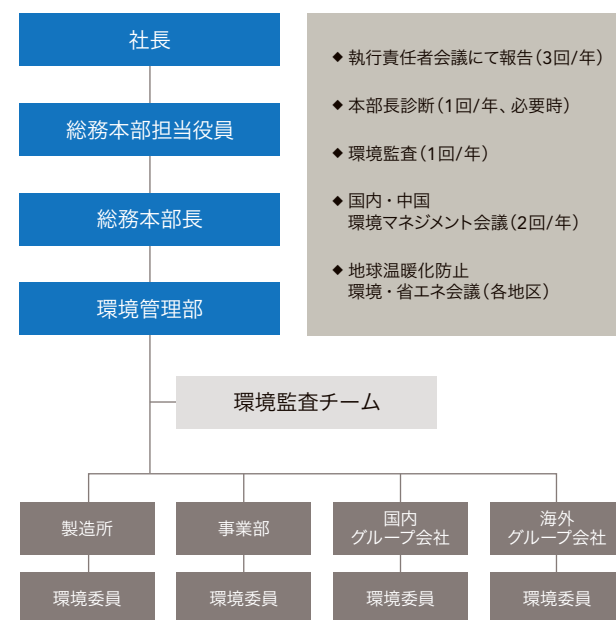 社長
総務本部担当役員
総務本部長
環境管理部
◆ 執行責任者会議にて報告(3回/年)
◆ 本部長診断(1回/年、必要時)
◆ 環境監査(1回/年)
◆ 国内・中国
環境マネジメント会議(2回/年)
◆ 地球温暖化防止
環境・省エネ会議(各地区)
環境監査チーム
製造所
事業部
国内
グループ会社
海外
グループ会社
環境委員
環境委員
環境委員
環境委員